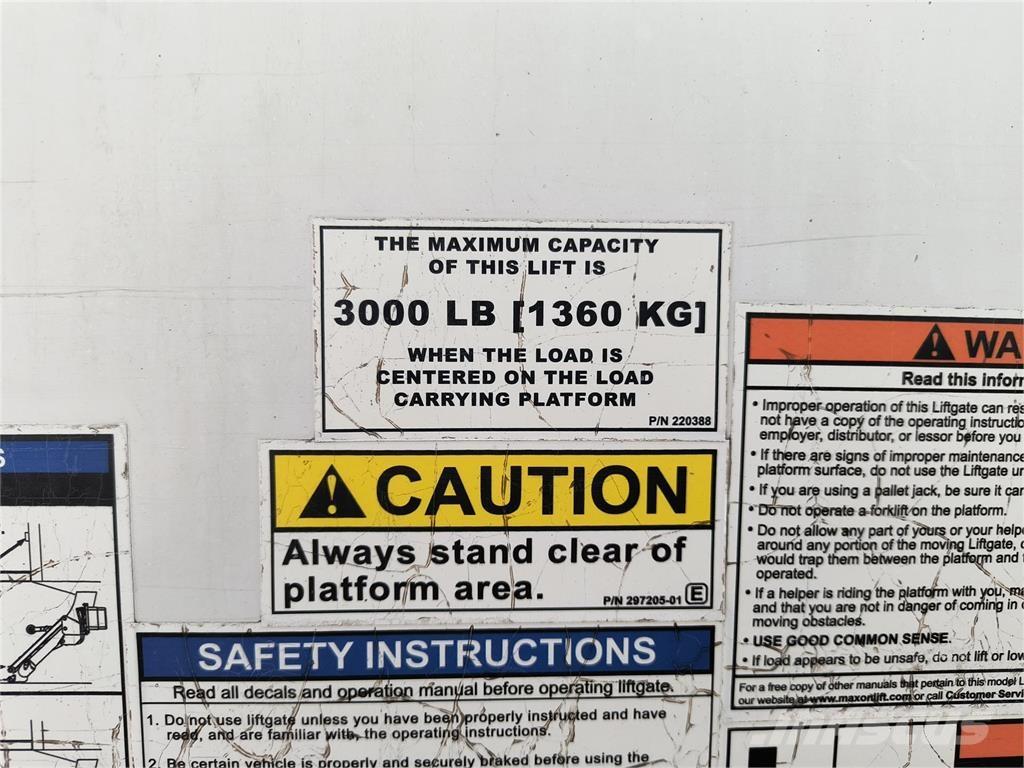 THE MAXIMUM CAPACITY
OF THIS LIFT IS
3000 LB [1360 KG]
WHEN THE LOAD IS
CENTERED ON THE LOAD
CARRYING PLATFORM
P/N 220388
CAUTION
Always stand clear of
platform area.
P/N 297205-01 E
SAFETY INSTRUCTIONS
Read all decals and operation manual before operating liftgate.
1. Do not use liftgate unless you have been properly instructed and have
read, and are familiar with, the operating instructions.
2. Be certain vehicle is properly and securely braked before using the
S
WA
Read this infor
• Improper operation of this Liftgate can res
not have a copy of the operating instructio
employer, distributor, or lessor before you
• If there are signs of improper maintenance
platform surface, do not use the Liftgate un
• If you are using a pallet jack, be sure it can
• Do not operate a forklift on the platform.
• Do not allow any part of yours or your helpe
around any portion of the moving Liftgate,
would trap them between the platform and
operated.
• If a helper is riding the platform with you, ma
and that you are not in danger of coming in
moving obstacles.
• USE GOOD COMMON SENSE.
• If load appears to be unsafe, do not lift or low
For a free copy of other manuals that pertain to this model L
our website at www.maxonlift.com or call Customer Servi
mascus